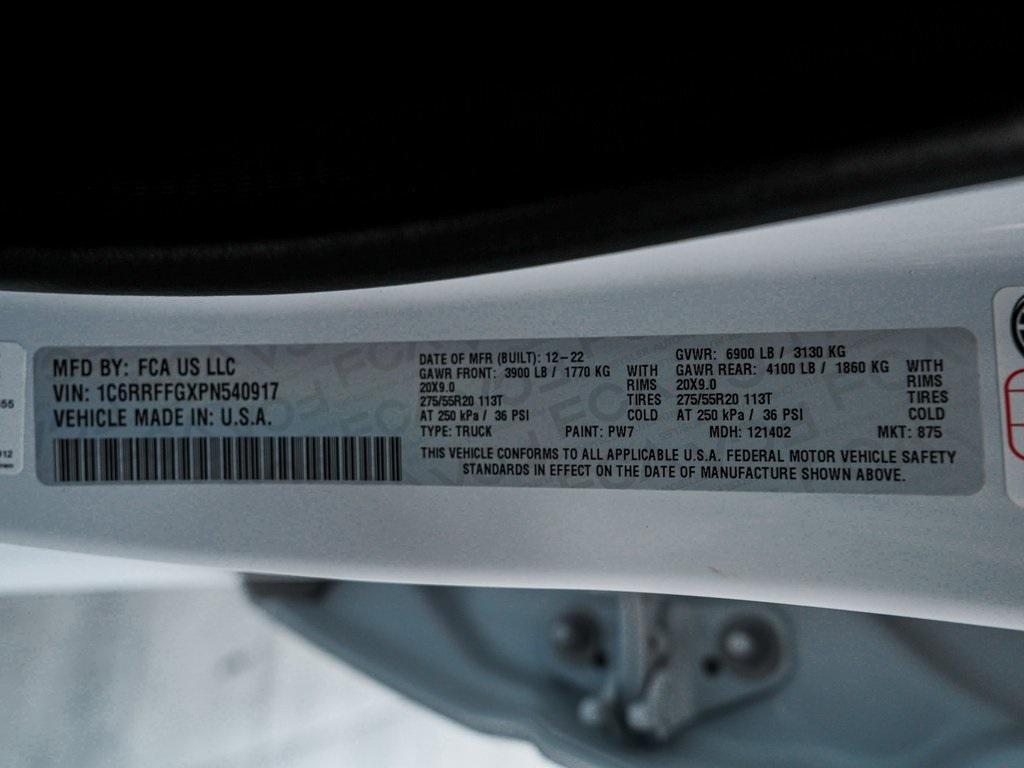 MFD BY: FCA US LLC
VIN: 1C6RRFFGXPN540917
VEHICLE MADE IN: U.S.A.
DATE OF MFR (BUILT): 12-22
GAWR FRONT: 3900 LB / 1770 KG WITH
20X9.0 RIMS
275/55R20 113T TIRES
AT 250 kPa / 36 PSI COLD
GVWR: 6900 LB / 3130 KG
GAWR REAR: 4100 LB / 1860 KG WITH
20X9.0 RIMS
275/55R20 113T TIRES
AT 250 kPa / 36 PSI COLD
TYPE: TRUCK PAINT: PW7 MDH: 121402 MKT: 875
THIS VEHICLE CONFORMS TO ALL APPLICABLE U.S.A. FEDERAL MOTOR VEHICLE SAFETY
STANDARDS IN EFFECT ON THE DATE OF MANUFACTURE SHOWN ABOVE.